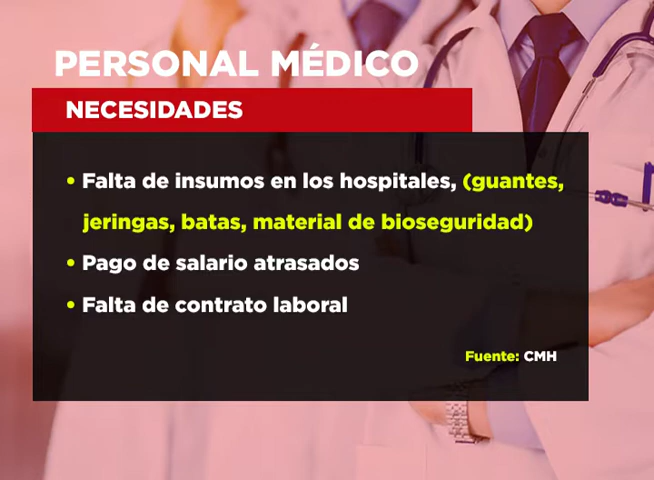 PERSONAL MÉDICO
NECESIDADES
• Falta de insumos en los hospitales, (guantes,
jeringas, batas, material de bioseguridad)
• Pago de salario atrasados
• Falta de contrato laboral
Fuente: CMH